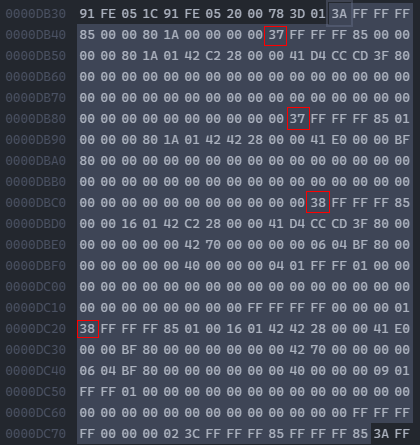 0000DB30 91 FE 05 1C 91 FE 05 20 00 78 3D 01 3A FF FF FF
0000DB40 85 00 00 80 1A 00 00 00 00 37 FF FF FF 85 00 00
0000DB50 00 80 1A 01 42 C2 28 00 00 41 D4 CC CD 3F 80 00
0000DB60 00 00 00 00 00 00 00 00 00 00 00 00 00 00 00 00
0000DB70 00 00 00 00 00 00 00 00 00 00 00 00 00 00 00 00
0000DB80 00 00 00 00 00 00 00 00 00 00 37 FF FF FF 85 01
0000DB90 00 00 00 80 1A 01 42 42 28 00 00 41 E0 00 00 BF
0000DBA0 80 00 00 00 00 00 00 00 00 00 00 00 00 00 00 00
0000DBB0 00 00 00 00 00 00 00 00 00 00 00 00 00 00 00 00
0000DBC0 00 00 00 00 00 00 00 00 00 00 00 38 FF FF FF 85
0000DBD0 00 00 16 01 42 C2 28 00 00 41 D4 CC CD 3F 80 00
0000DBE0 00 00 00 00 00 42 70 00 00 00 00 06 04 BF 80 00
0000DBF0 00 00 00 00 00 40 00 00 00 04 01 FF FF 01 00 00
0000DC00 00 00 00 00 00 00 00 00 00 00 00 00 00 00 00 00
0000DC10 00 00 00 00 00 00 00 00 FF FF FF FF 00 00 00 01
0000DC20 38 FF FF FF 85 01 00 16 01 42 42 28 00 00 41 E0
0000DC30 00 00 BF 80 00 00 00 00 00 00 42 70 00 00 00 00
0000DC40 06 04 BF 80 00 00 00 00 00 00 40 00 00 00 09 01
0000DC50 FF FF 01 00 00 00 00 00 00 00 00 00 00 00 00 00
0000DC60 00 00 00 00 00 00 00 00 00 00 00 00 00 FF FF FF
0000DC70 FF 00 00 00 02 3C FF FF FF 85 FF FF FF 85 3A FF